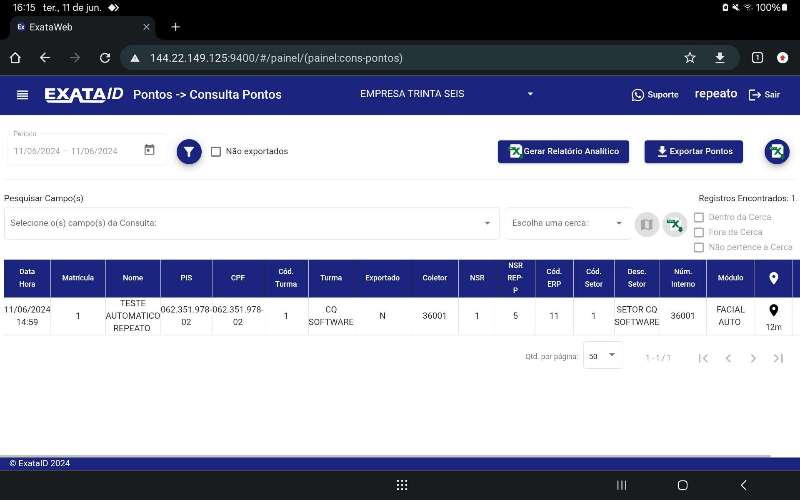 16:15 ter., 11 de jun.
100%
Ex ExataWeb
144.22.149.125:9400/#/painel/(painel:cons-pontos)
1
EXATAID Pontos -> Consulta Pontos EMPRESA TRINTA SEIS Suporte repeato Sair
Período
11/06/2024 – 11/06/2024
Não exportados
Gerar Relatório Analítico
Exportar Pontos
Pesquisar Campo(s)
Registros Encontrados: 1
Selecione o(s) campo(s) da Consulta:
Escolha uma cerca:
Dentro da Cerca
Fora da Cerca
Não pertence a Cerca
Data Hora Matrícula Nome PIS CPF Cód. Turma Turma Exportado Coletor NSR NSR REP-P Cód. ERP Cód. Setor Desc. Setor Núm. Interno Módulo
11/06/2024 14:59 1 TESTE AUTOMATICO REPEATO 062.351.978-02 062.351.978-02 1 CQ SOFTWARE N 36001 1 5 11 1 SETOR CQ SOFTWARE 36001 FACIAL AUTO 12m
Qtd. por página: 50 1 - 1 / 1
© ExataID 2024